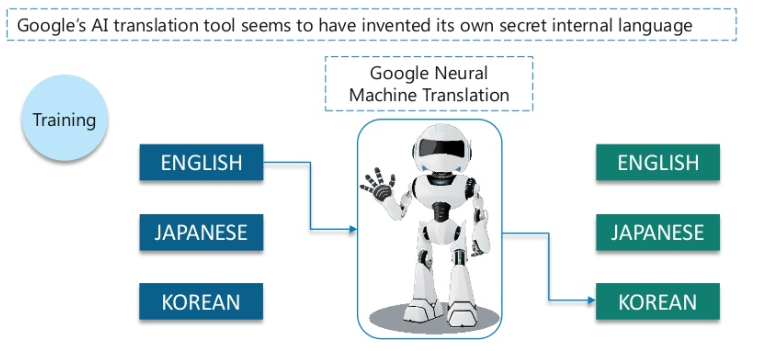 Google's AI translation tool seems to have invented its own secret internal language
Google Neural
Machine Translation
Training
ENGLISH
JAPANESE
KOREAN
ENGLISH
JAPANESE
KOREAN